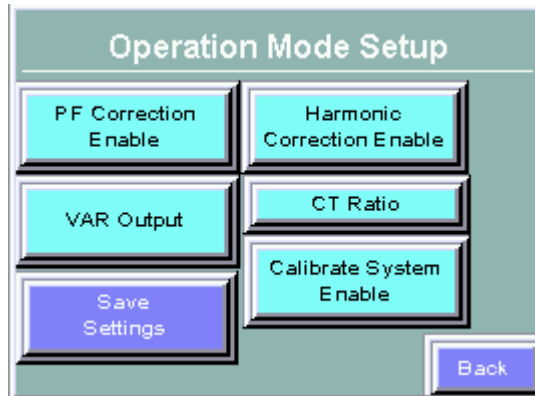 Operation Mode Setup
PF Correction
Enable
Harmonic
Correction Enable
VAR Output
CT Ratio
Calibrate System
Enable
Save
Settings
Back